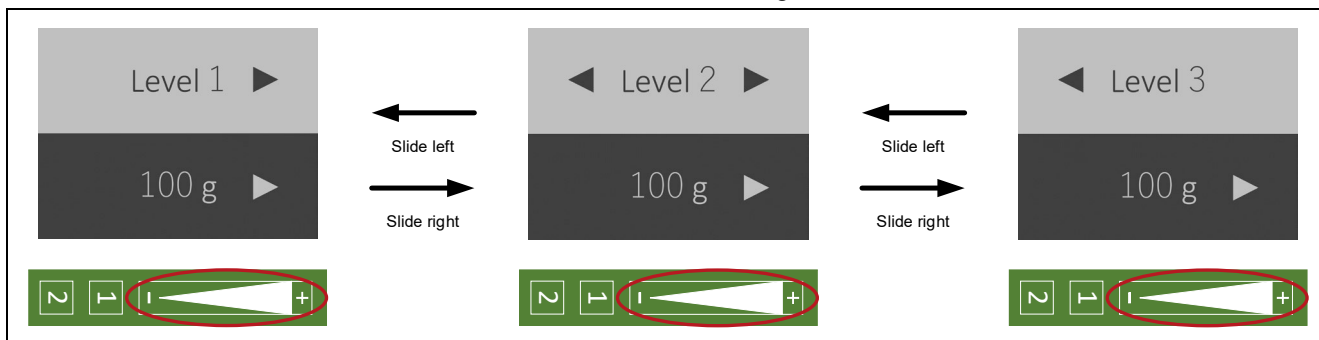 Level 1
100 g
2 1 - +
Slide left
Slide right
Level 2
100 g
2 1 - +
Slide left
Slide right
Level 3
100 g
2 1 - +